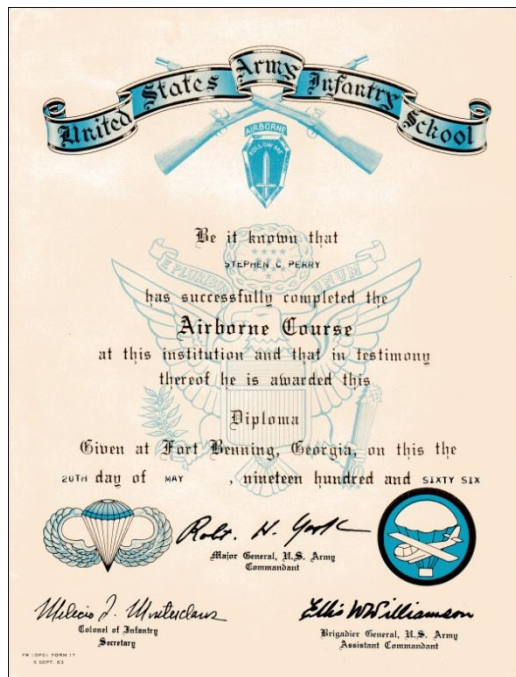 United States Army Infantry School
AIRBORNE
FOLLOW ME
Be it known that
STEPHEN C. PERRY
E PLURIBUS UNUM
has successfully completed the
Airborne Course
at this institution and that in testimony
thereof he is awarded this
Diploma
Given at Fort Benning, Georgia, on this the
20TH day of MAY , nineteen hundred and SIXTY SIX
Robt. H. York
Major General, U.S. Army
Commandant
Ellis W Williamson
Colonel of Infantry
Secretary
Brigadier General, U.S. Army
Assistant Commandant
FB (OPS) FORM 17
5 SEPT. 63